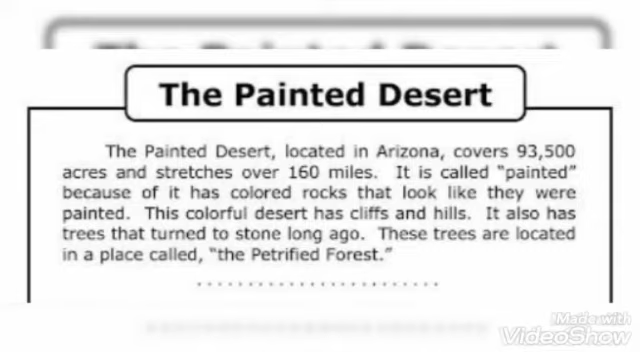 The Painted Desert
The Painted Desert, located in Arizona, covers 93,500
acres and stretches over 160 miles. It is called "painted"
because of it has colored rocks that look like they were
painted. This colorful desert has cliffs and hills. It also has
trees that turned to stone long ago. These trees are located
in a place called, "the Petrified Forest."
Made with
VideoShow